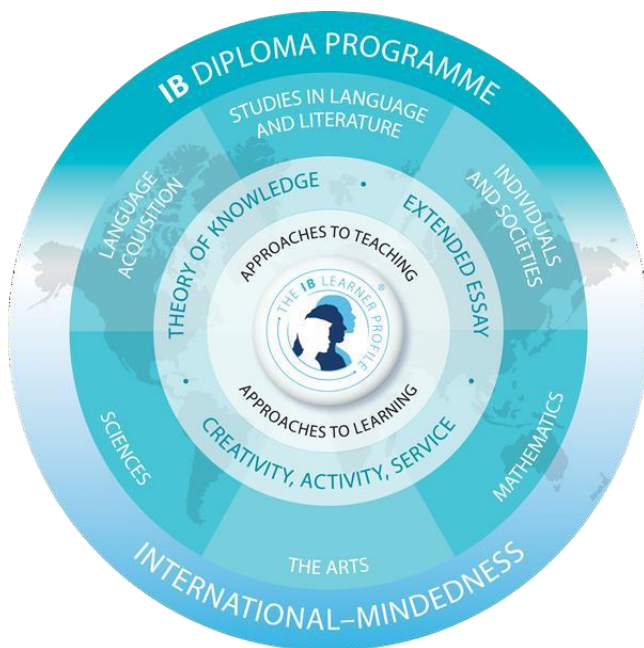 IB DIPLOMA PROGRAMME
STUDIES IN LANGUAGE
AND LITERATURE
LANGUAGE
ACQUISITION
INDIVIDUALS
AND SOCIETIES
THEORY OF KNOWLEDGE
•
EXTENDED ESSAY
•
APPROACHES TO TEACHING
THE IB LEARNER PROFILE
®
APPROACHES TO LEARNING
•
CREATIVITY, ACTIVITY, SERVICE
SCIENCES
MATHEMATICS
THE ARTS
INTERNATIONAL–MINDEDNESS